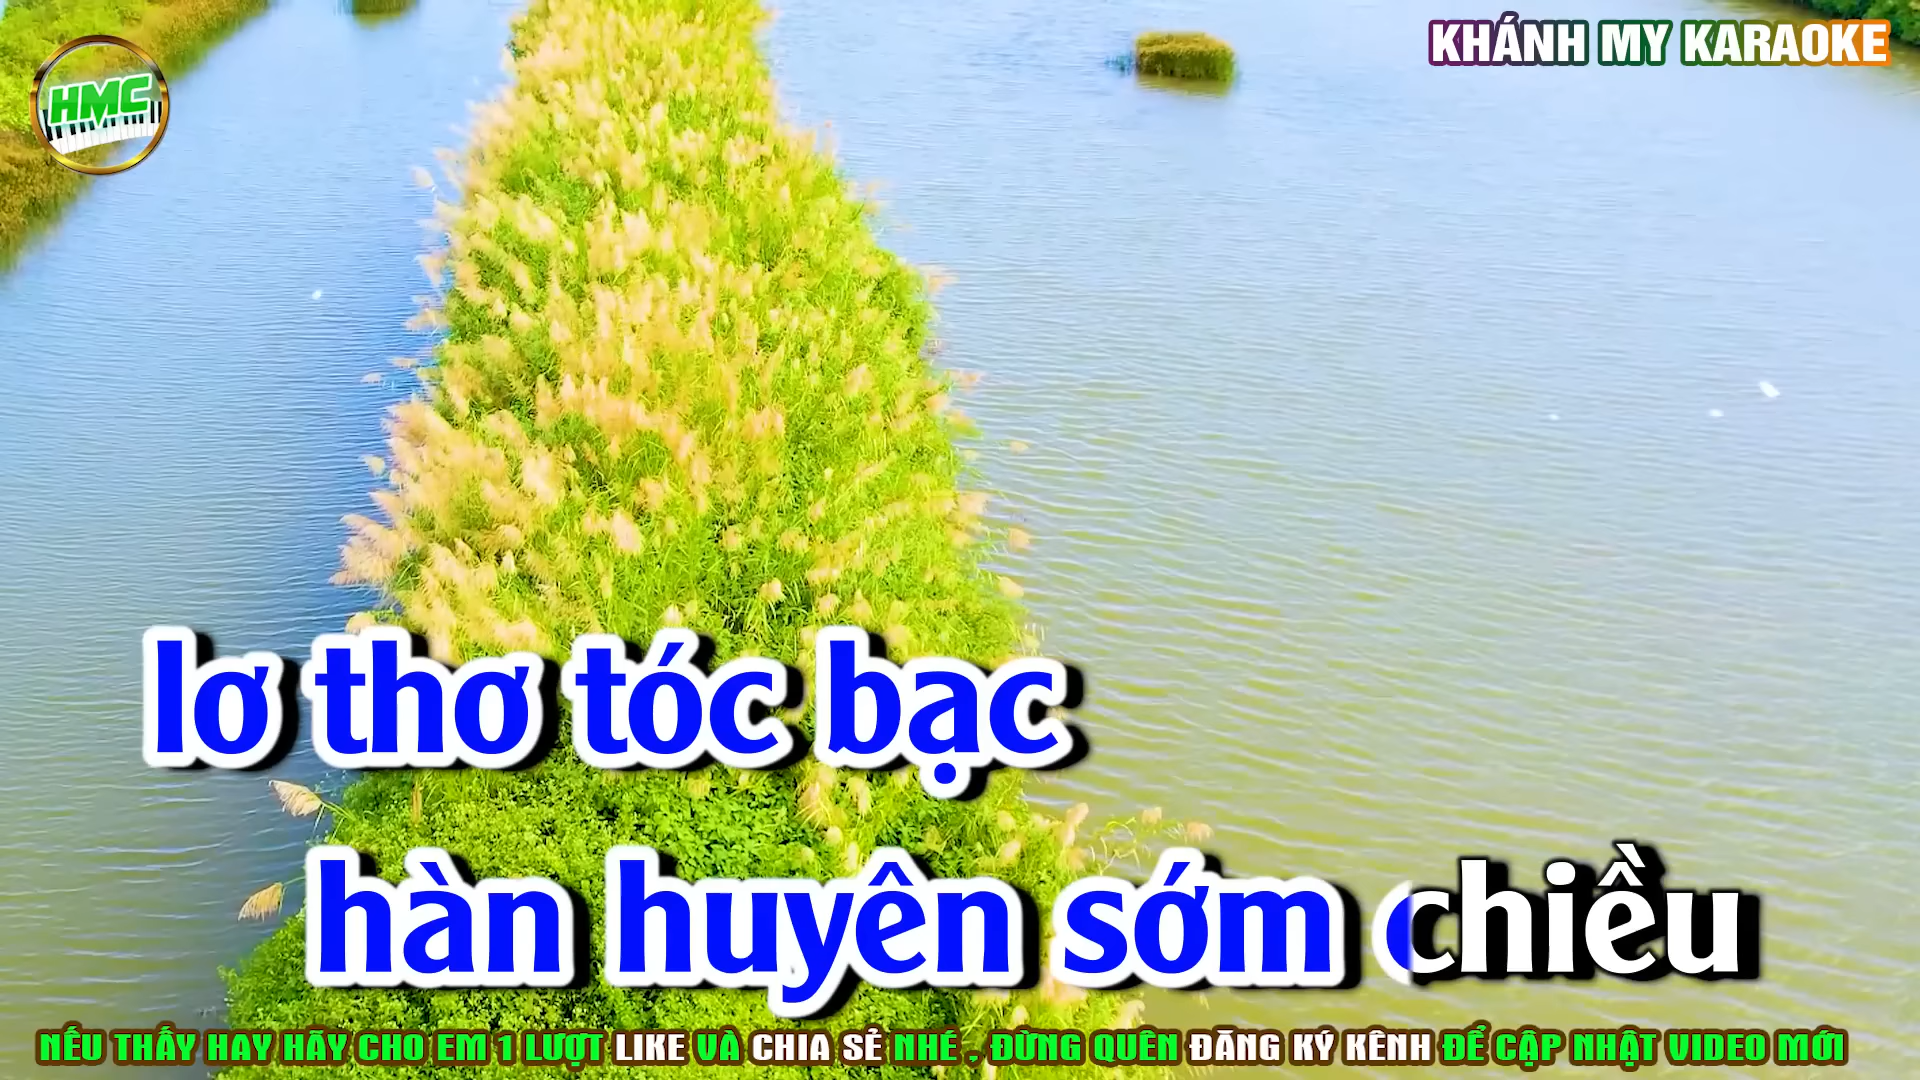 KHÁNH MY KARAOKE
HMC
lơ thơ tóc bạc
hàn huyên sớm chiều
NẾU THẤY HAY HÃY CHO EM 1 LƯỢT LIKE VÀ CHIA SẺ NHÉ , ĐỪNG QUÊN ĐĂNG KÝ KÊNH ĐỂ CẬP NHẬT VIDEO MỚI